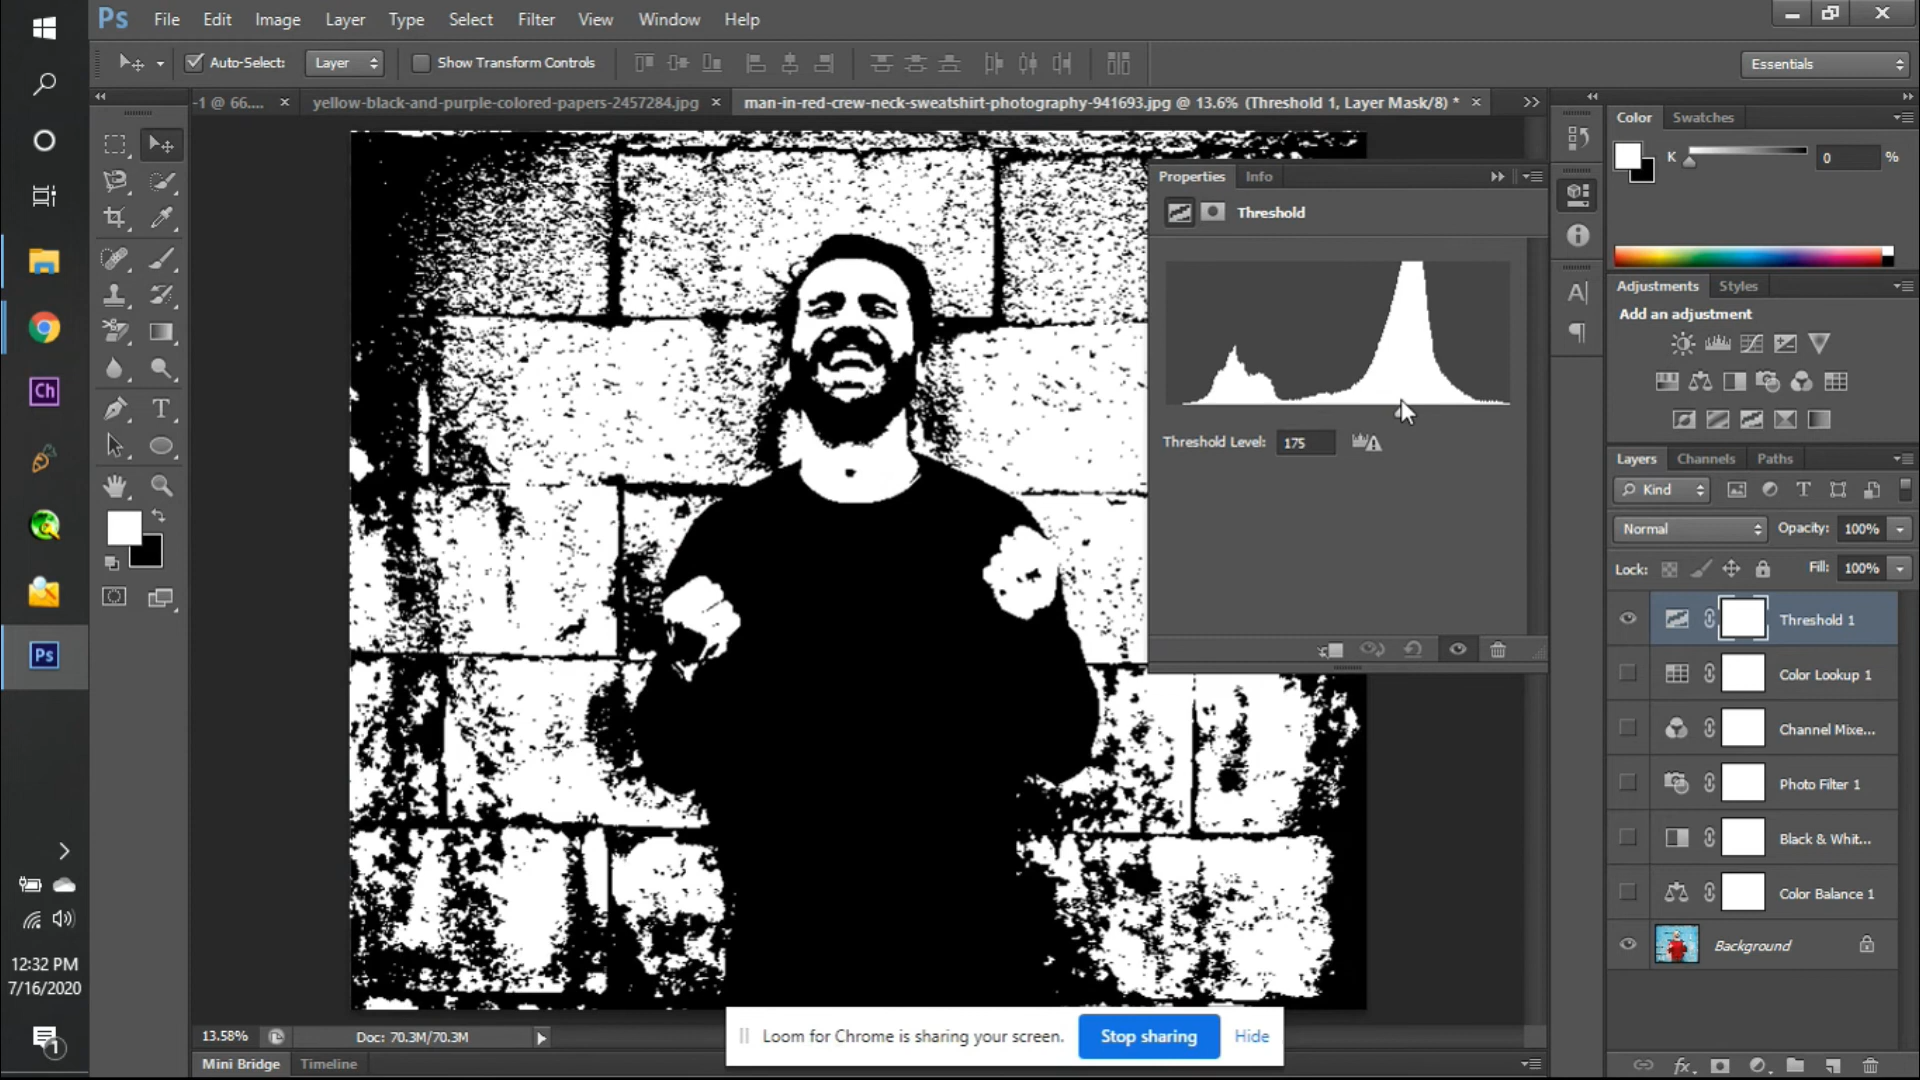 Ps File Edit Image Layer Type Select Filter View Window Help
Auto-Select: Layer Show Transform Controls Essentials
-1 @ 66.... × yellow-black-and-purple-colored-papers-2457284.jpg × man-in-red-crew-neck-sweatshirt-photography-941693.jpg @ 13.6% (Threshold 1, Layer Mask/8) * ×
Color Swatches
K 0 %
Properties Info
Threshold
Threshold Level: 175
Adjustments Styles
Add an adjustment
Layers Channels Paths
Kind
Normal Opacity: 100%
Lock: Fill: 100%
Threshold 1
Color Lookup 1
Channel Mixe...
Photo Filter 1
Black & Whit...
Color Balance 1
Background
Ch
Ps
12:32 PM
7/16/2020
1
13.58% Doc: 70.3M/70.3M
Loom for Chrome is sharing your screen. Stop sharing Hide
Mini Bridge Timeline